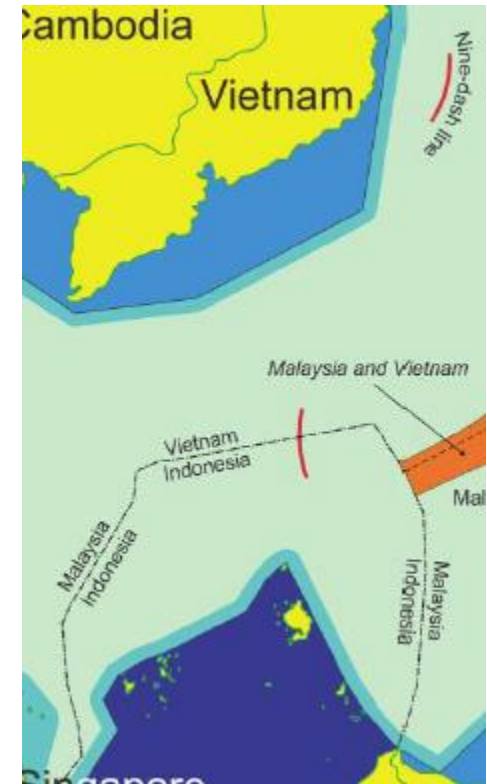 Cambodia
Vietnam
Nine-dash line
Malaysia and Vietnam
Vietnam
Indonesia
Mal
Malaysia
Indonesia
Malaysia
Indonesia
Singapore